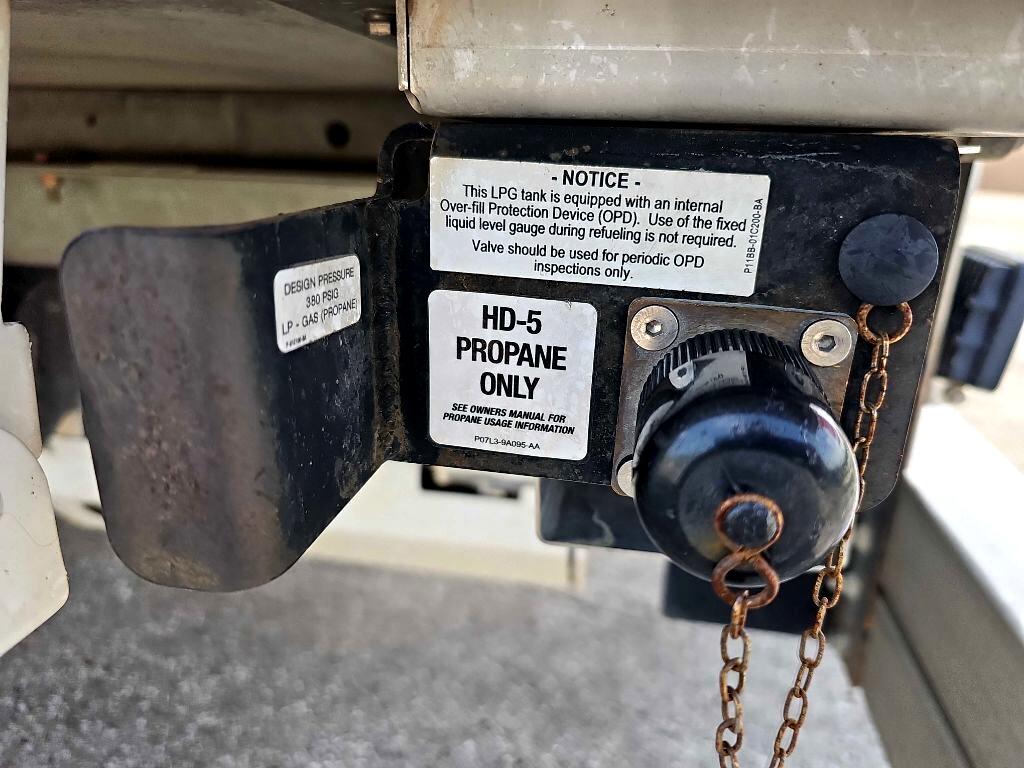 - NOTICE -
This LPG tank is equipped with an internal
Over-fill Protection Device (OPD). Use of the fixed
liquid level gauge during refueling is not required.
Valve should be used for periodic OPD
inspections only.
P11BB-01C200-BA
DESIGN PRESSURE
380 PSIG
LP - GAS (PROPANE)
HD-5
PROPANE
ONLY
SEE OWNERS MANUAL FOR
PROPANE USAGE INFORMATION
P07L3-9A095-AA